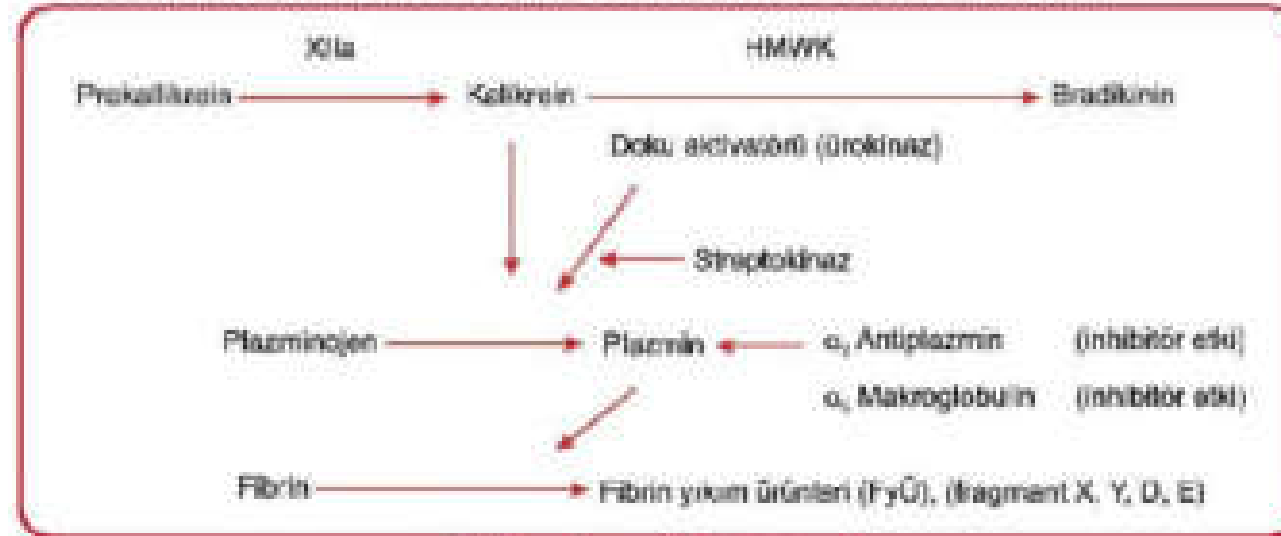 XIIa HMWK
Prekallikrein Kallikrein Bradikinin
Doku aktivatörü (ürokinaz)
Streptokinaz
Plazminojen Plazmin α₂ Antiplazmin (inhibitör etki)
α₂ Makroglobulin (inhibitör etki)
Fibrin Fibrin yıkım ürünleri (FyÜ), (fragment X, Y, D, E)